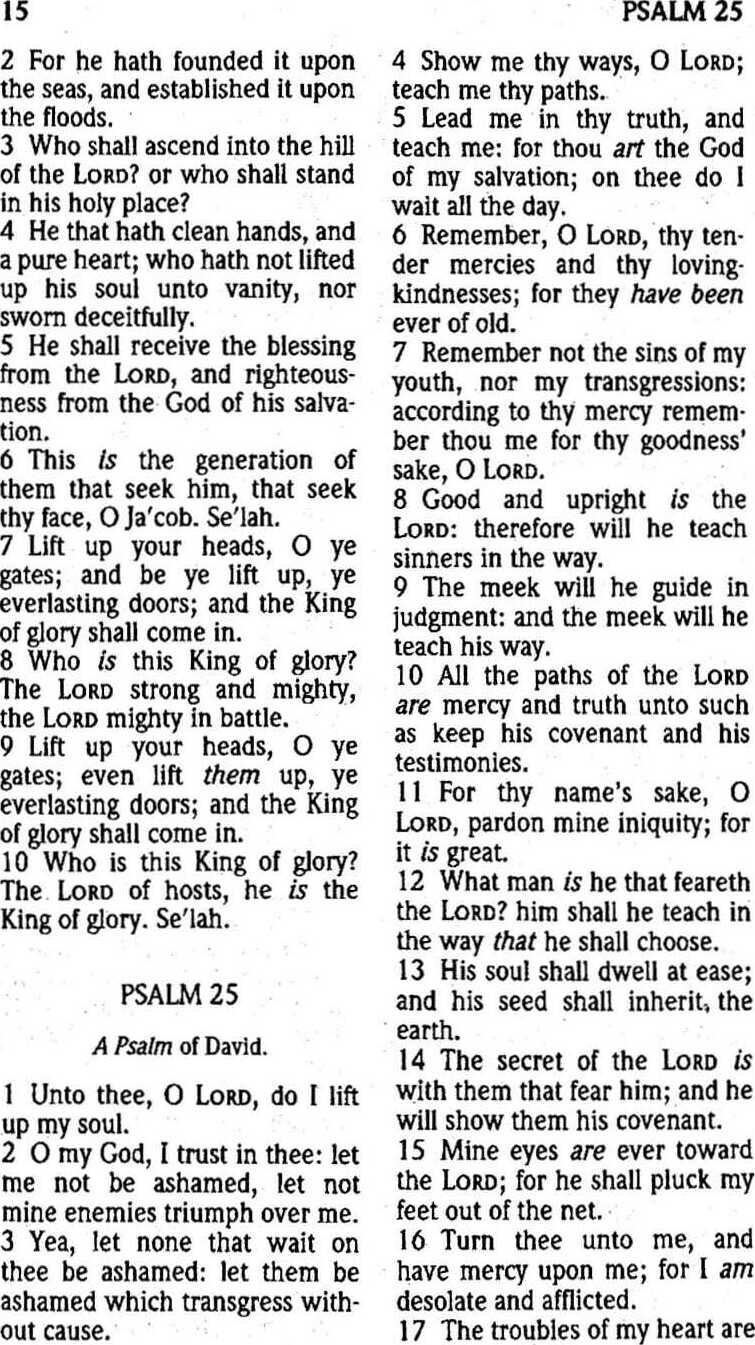 15
PSALM 25
2 For he hath founded it upon
the seas, and established it upon
the floods.
3 Who shall ascend into the hill
of the LORD? or who shall stand
in his holy place?
4 He that hath clean hands, and
a pure heart; who hath not lifted
up his soul unto vanity, nor
sworn deceitfully.
5 He shall receive the blessing
from the LORD, and righteous-
ness from the God of his salva-
tion.
6 This is the generation of
them that seek him, that seek
thy face, O Ja'cob. Se'lah.
7 Lift up your heads, O ye
gates; and be ye lift up, ye
everlasting doors; and the King
of glory shall come in.
8 Who is this King of glory?
The LORD strong and mighty,
the LORD mighty in battle.
9 Lift up your heads, O ye
gates; even lift them up, ye
everlasting doors; and the King
of glory shall come in.
10 Who is this King of glory?
The LORD of hosts, he is the
King of glory. Se'lah.
PSALM 25
A Psalm of David.
1 Unto thee, O LORD, do I lift
up my soul.
2 O my God, I trust in thee: let
me not be ashamed, let not
mine enemies triumph over me.
3 Yea, let none that wait on
thee be ashamed: let them be
ashamed which transgress with-
out cause.
4 Show me thy ways, O LORD;
teach me thy paths.
5 Lead me in thy truth, and
teach me: for thou art the God
of my salvation; on thee do I
wait all the day.
6 Remember, O LORD, thy ten-
der mercies and thy loving-
kindnesses; for they have been
ever of old.
7 Remember not the sins of my
youth, nor my transgressions:
according to thy mercy remem-
ber thou me for thy goodness'
sake, O LORD.
8 Good and upright is the
LORD: therefore will he teach
sinners in the way.
9 The meek will he guide in
judgment: and the meek will he
teach his way.
10 All the paths of the LORD
are mercy and truth unto such
as keep his covenant and his
testimonies.
11 For thy name's sake, O
LORD, pardon mine iniquity; for
it is great.
12 What man is he that feareth
the LORD? him shall he teach in
the way that he shall choose.
13 His soul shall dwell at ease;
and his seed shall inherit the
earth.
14 The secret of the LORD is
with them that fear him; and he
will show them his covenant.
15 Mine eyes are ever toward
the LORD; for he shall pluck my
feet out of the net.
16 Turn thee unto me, and
have mercy upon me; for I am
desolate and afflicted.
17 The troubles of my heart are